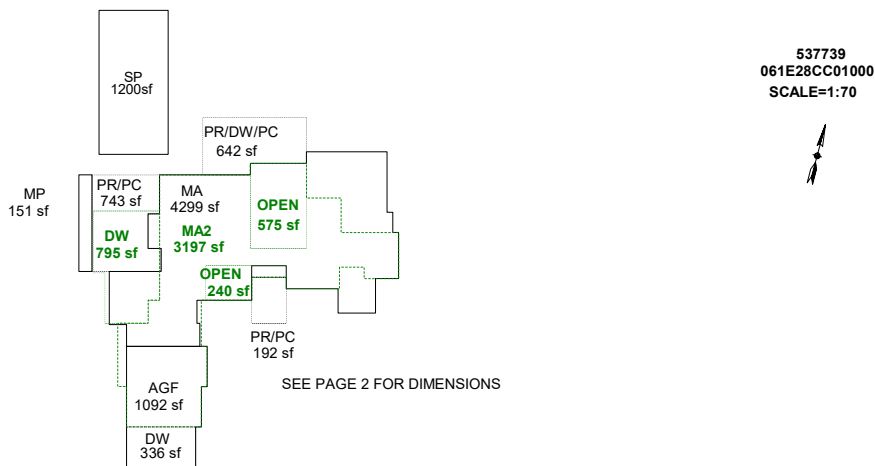 537739
061E28CC01000
SCALE=1:70
SP
1200sf
PR/DW/PC
642 sf
MP
151 sf
PR/PC
743 sf
MA
4299 sf
OPEN
575 sf
DW
795 sf
MA2
3197 sf
OPEN
240 sf
PR/PC
192 sf
SEE PAGE 2 FOR DIMENSIONS
AGF
1092 sf
DW
336 sf